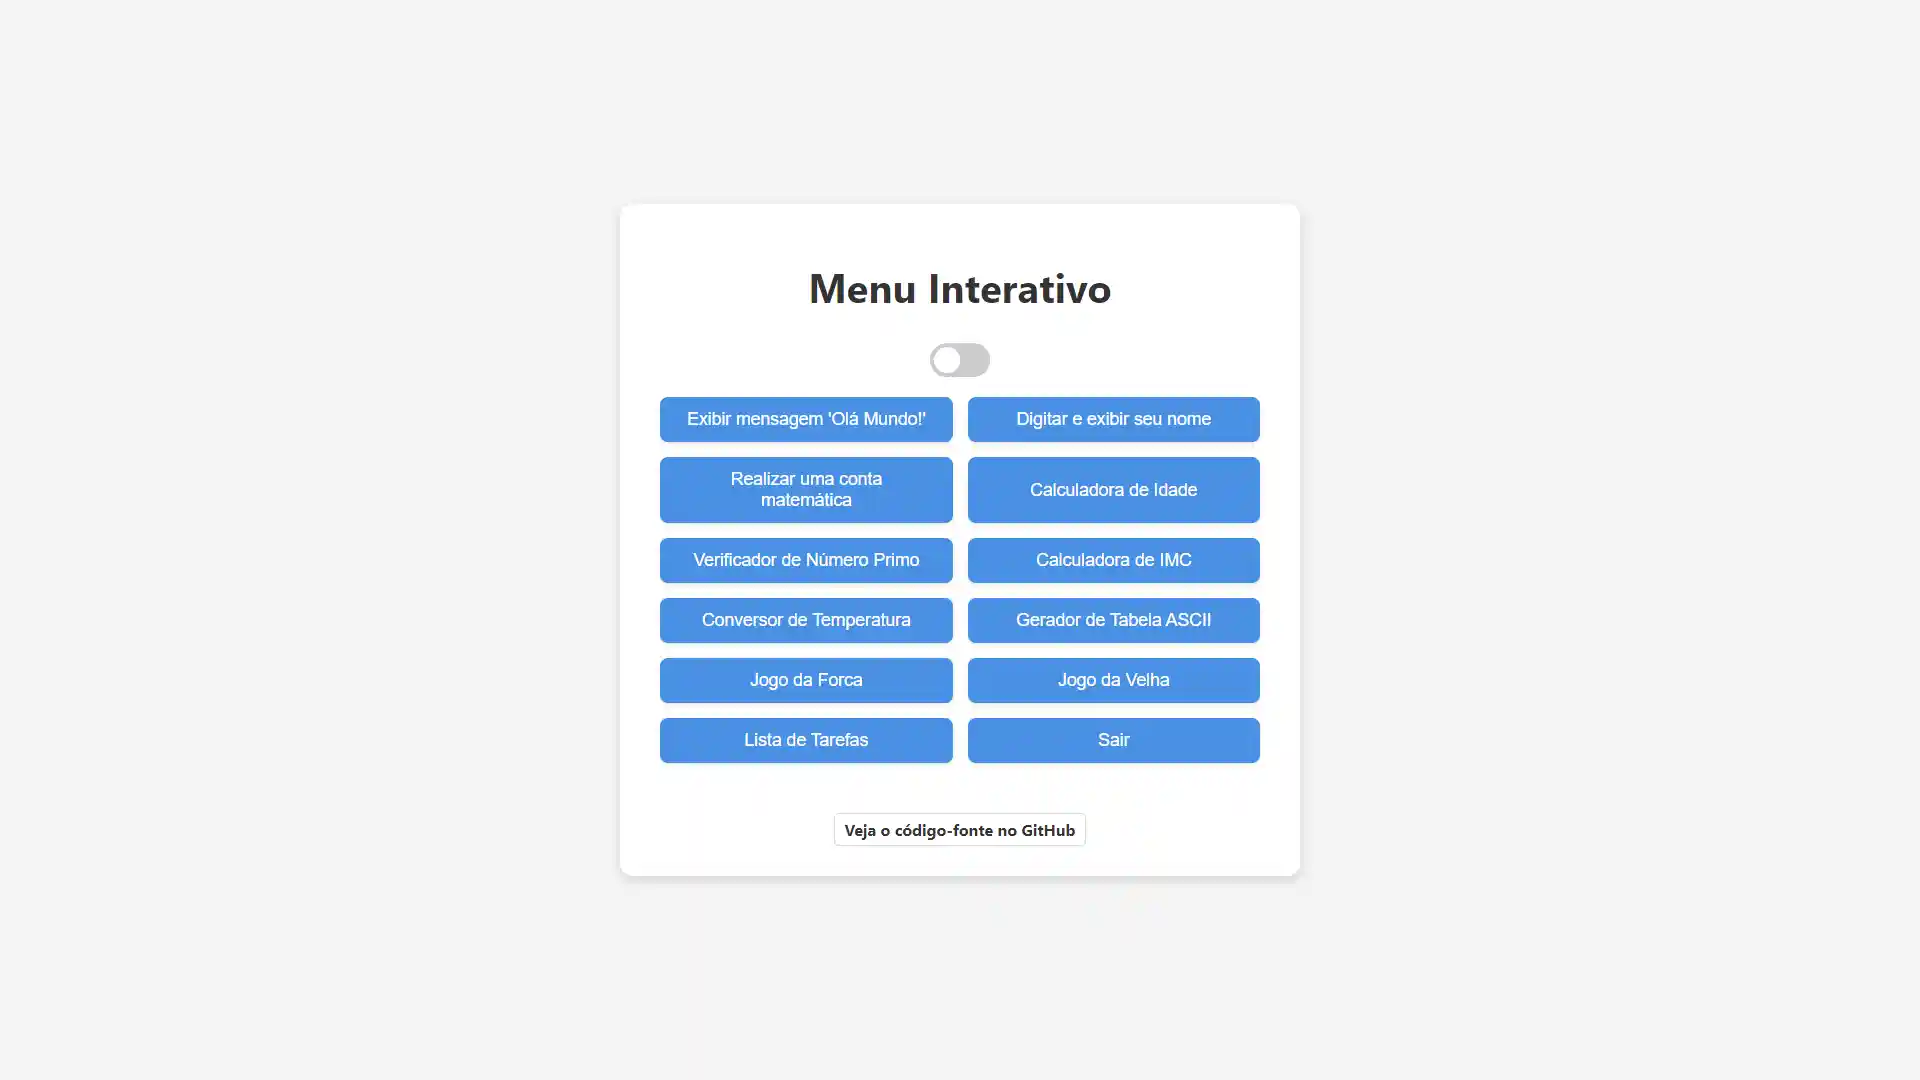 Menu Interativo
Exibir mensagem 'Olá Mundo!'
Digitar e exibir seu nome
Realizar uma conta
matemática
Calculadora de Idade
Verificador de Número Primo
Calculadora de IMC
Conversor de Temperatura
Gerador de Tabela ASCII
Jogo da Forca
Jogo da Velha
Lista de Tarefas
Sair
Veja o código-fonte no GitHub